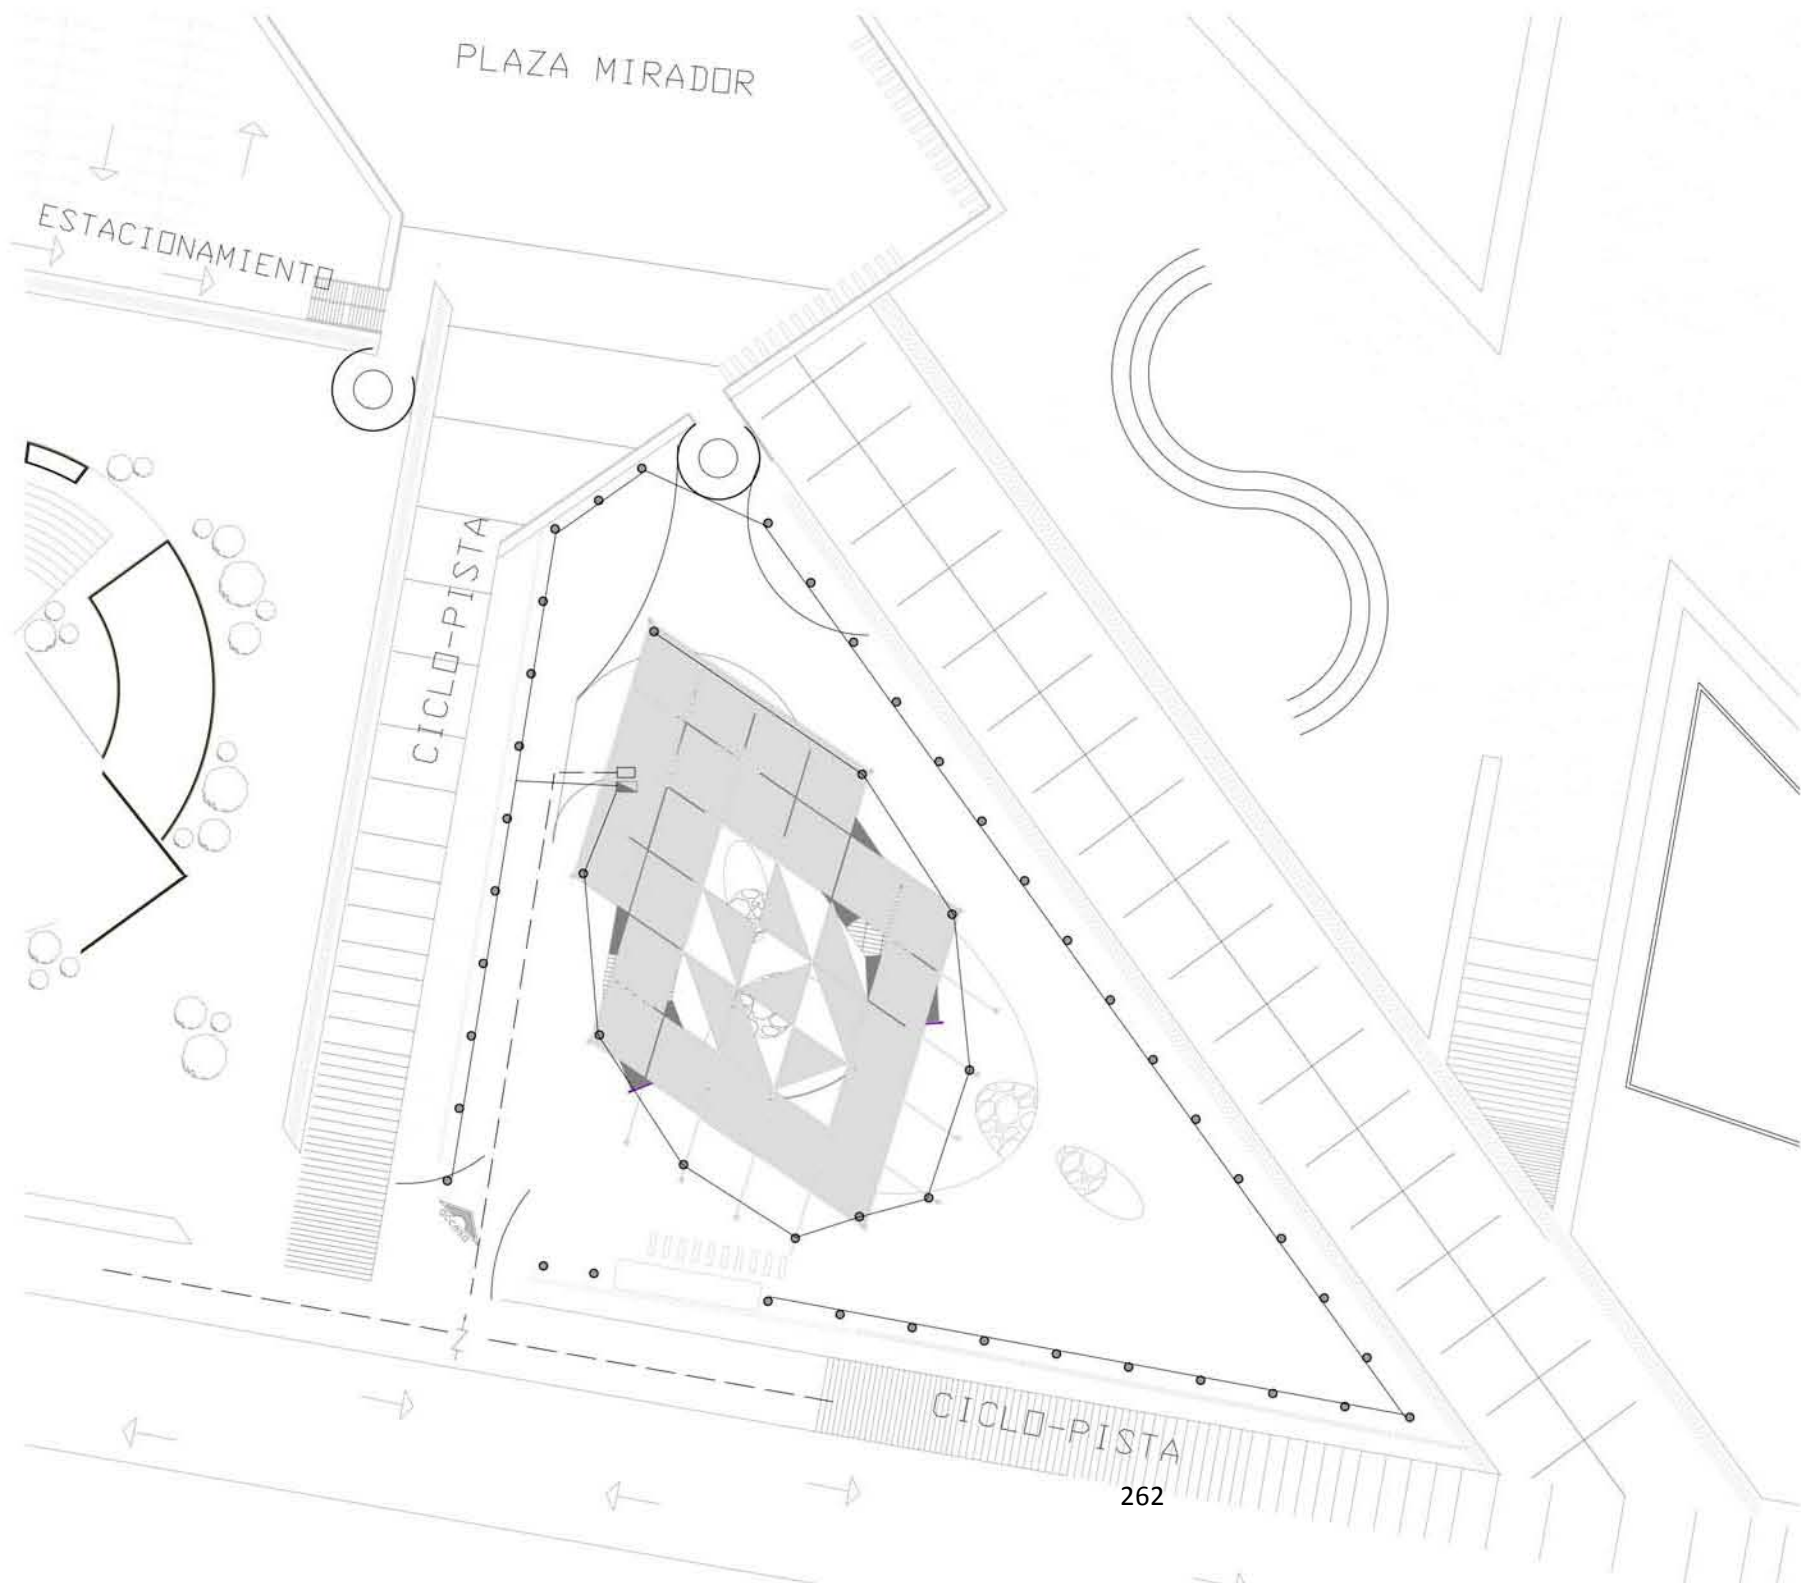 PLAZA MIRADOR
ESTACIONAMIENTO
CICLO-PISTA
CICLO-PISTA
262